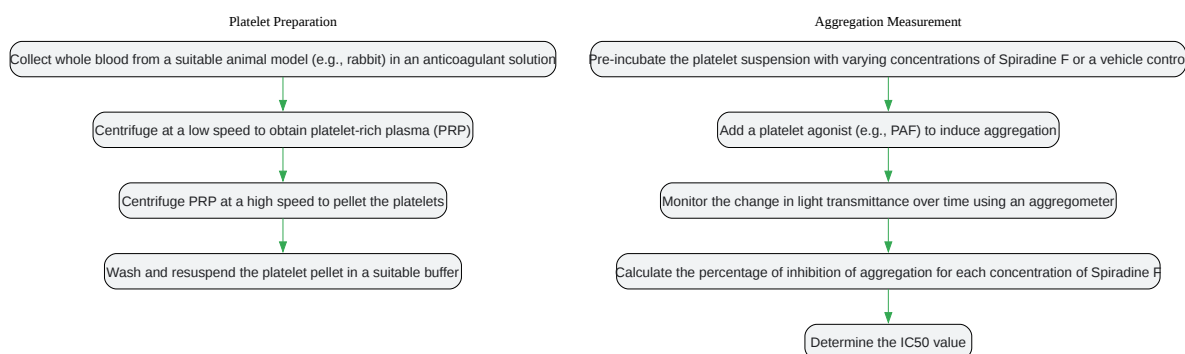 Platelet Preparation
Collect whole blood from a suitable animal model (e.g., rabbit) in an anticoagulant solution
Centrifuge at a low speed to obtain platelet-rich plasma (PRP)
Centrifuge PRP at a high speed to pellet the platelets
Wash and resuspend the platelet pellet in a suitable buffer
Aggregation Measurement
Pre-incubate the platelet suspension with varying concentrations of Spiradine F or a vehicle contro
Add a platelet agonist (e.g., PAF) to induce aggregation
Monitor the change in light transmittance over time using an aggregometer
Calculate the percentage of inhibition of aggregation for each concentration of Spiradine F
Determine the IC50 value